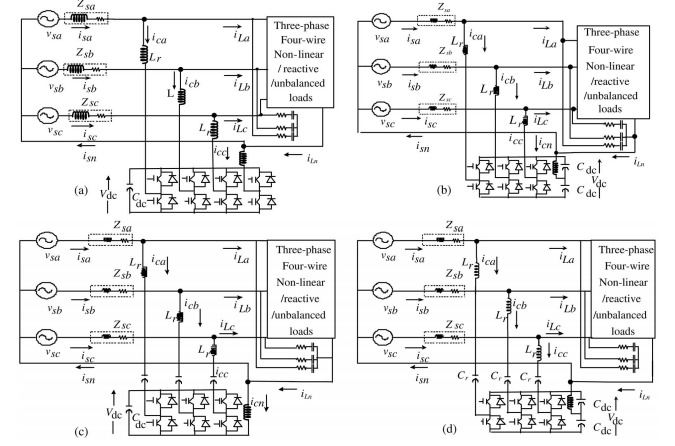 Z_sa
v_sa
i_sa
i_ca
L_r
i_La
Z_sb
v_sb
i_sb
i_cb
L
i_Lb
Z_sc
v_sc
i_sc
L_r
i_Lc
i_cc
i_sn
i_Ln
Three-phase
Four-wire
Non-linear
/ reactive
/unbalanced
loads
V_dc
C_dc
(a)
Z_sa
v_sa
i_sa
i_ca
L_r
i_La
Z_sb
v_sb
i_sb
i_cb
L_r
i_Lb
Z_sc
v_sc
i_sc
L_r
i_Lc
i_cc
i_cn
i_sn
i_Ln
Three-phase
Four-wire
Non-linear
/ reactive
/unbalanced
loads
C_dc
V_dc
C_dc
(b)
Z_sa
v_sa
i_sa
i_ca
L_r
i_La
Z_sb
v_sb
i_sb
i_cb
L_r
i_Lb
Z_sc
v_sc
i_sc
L_r
i_Lc
i_cc
i_sn
i_cn
i_Ln
Three-phase
Four-wire
Non-linear
/reactive
/unbalanced
loads
V_dc
C_dc
(c)
Z_sa
v_sa
i_sa
i_ca
L_r
i_La
Z_sb
v_sb
i_sb
i_cb
L_r
i_Lb
Z_sc
v_sc
i_sc
L_r
i_Lc
i_cc
i_sn
C_r
C_r
C_r
i_Ln
Three-phase
Four-wire
Non-linear
/reactive
/unbalanced
loads
C_dc
V_dc
C_dc
(d)